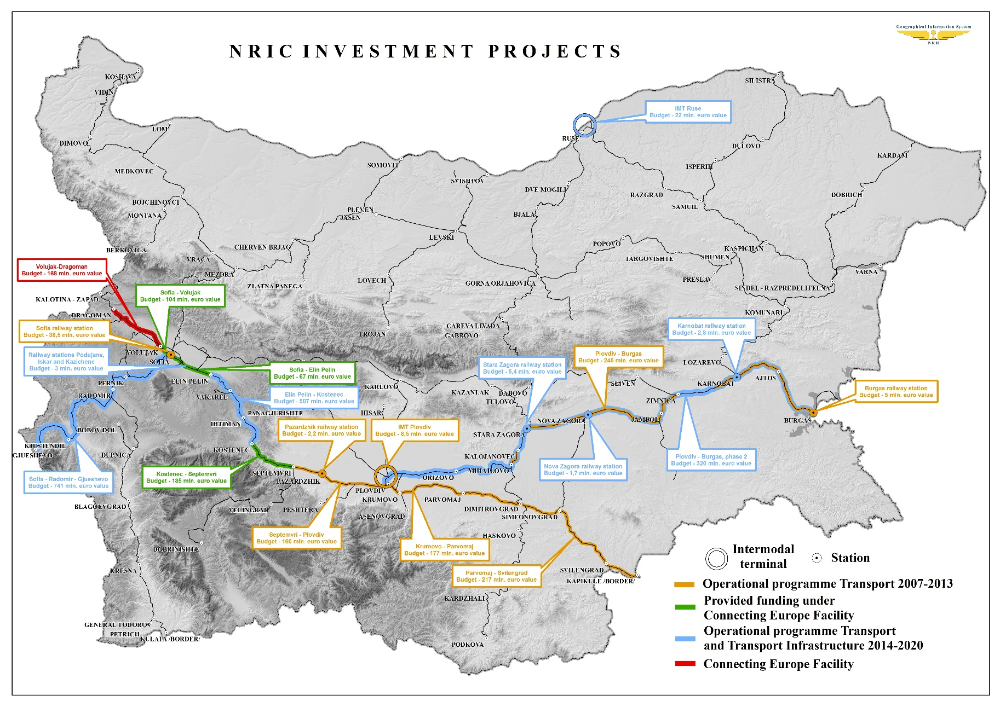 Geographical Information System
NRIC
NRIC INVESTMENT PROJECTS
KOSHAVA
VIDIN
SILISTRA
IMT Ruse
Budget - 22 mln. euro value
LOM
DIMOVO
RUSE
DULOVO
KARDAM
SOMOVIT
ISPERIH
MEDKOVEC
SVISHTOV
DVE MOGILI
RAZGRAD
DOBRICH
BOJCHINOVCI
SAMUIL
PLEVEN
MONTANA
JASEN
BJALA
LEVSKI
POPOVO
CHERVEN BRJAG
KASPICHAN
BERKOVICA
VRACA
TARGOVISHTE
SHUMEN
Volujak-Dragoman
Budget - 168 mln. euro value
MEZDRA
VARNA
LOVECH
PRESLAV
GORNA ORJAHOVICA
ZLATNA PANEGA
SINDEL - RAZPREDELITELNA
Sofia - Volujak
Budget - 104 mln. euro value
KALOTINA - ZAPAD
DRAGOMAN
KOMUNARI
CAREVA LIVADA
GABROVO
TROJAN
Karnobat railway station
Budget - 2,8 mln. euro value
Sofia railway station
Budget - 38,5 mln. euro value
VOLUJAK
SOFIA
Railway stations Podujane,
Iskar and Kazichene
Budget - 3 mln. euro value
Plovdiv - Burgas
Budget - 245 mln. euro value
LOZAREVO
Stara Zagora railway station
Budget - 5,4 mln. euro value
Sofia - Elin Pelin
Budget - 67 mln. euro value
AJTOS
ELIN PELIN
PERNIK
SLIVEN
KARNOBAT
KARLOVO
KAZANLAK
DABOVO
TULOVO
Burgas railway station
Budget - 5 mln. euro value
RADOMIR
VAKAREL
Elin Pelin - Kostenec
Budget - 507 mln. euro value
ZIMNICA
PANAGJURISHTE
HISAR
NOVA ZAGORA
JAMBOL
BURGAS
IHTIMAN
Pazardzhik railway station
Budget - 2,2 mln. euro value
IMT Plovdiv
Budget - 8,5 mln. euro value
BOBOV DOL
STARA ZAGORA
KJUSTENDIL
GJUESHEVO
DUPNICA
KOSTENEC
KALOJANOVEC
Plovdiv - Burgas, phase 2
Budget - 320 mln. euro value
Nova Zagora railway station
Budget - 1,7 mln. euro value
MIHAJLOVO
Kostenec - Septemvri
Budget - 185 mln. euro value
SEPTEMVRI
PAZARDZHIK
ORIZOVO
Sofia - Radomir - Gjueshevo
Budget - 741 mln. euro value
PLOVDIV
KRUMOVO
PARVOMAJ
BLAGOEVGRAD
VELINGRAD
PESHTERA
ASENOVGRAD
DIMITROVGRAD
SIMEONOVGRAD
Septemvri - Plovdiv
Budget - 160 mln. euro value
HASKOVO
DOBRINISHTE
Krumovo - Parvomaj
Budget - 177 mln. euro value
KRESNA
Parvomaj - Svilengrad
Budget - 217 mln. euro value
SVILENGRAD
KAPIKULE /BORDER/
KARDZHALI
GENERAL TODOROV
PETRICH
KULATA /BORDER/
PODKOVA
Intermodal
terminal
Station
Operational programme Transport 2007-2013
Provided funding under
Connecting Europe Facility
Operational programme Transport
and Transport Infrastructure 2014-2020
Connecting Europe Facility